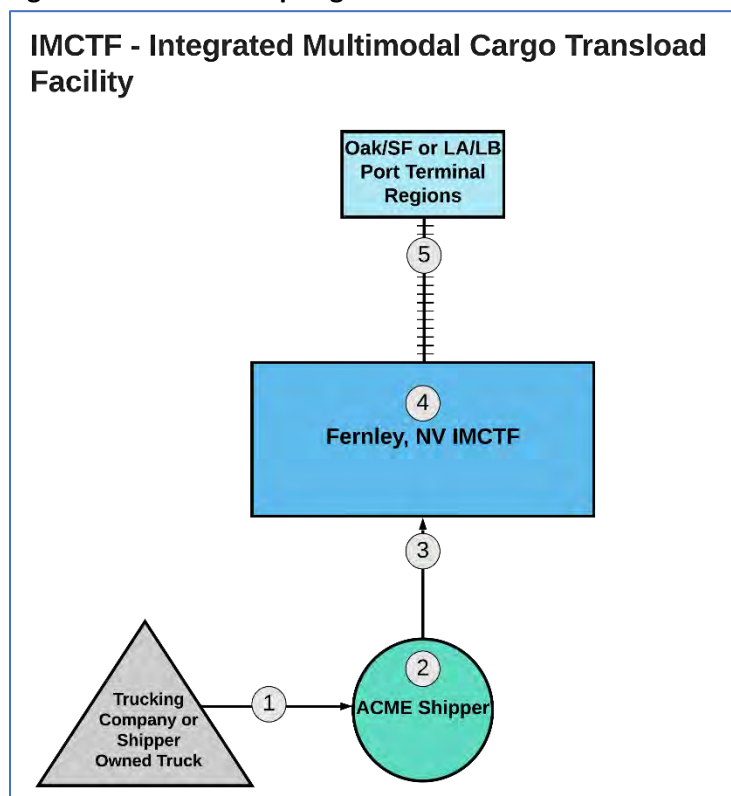 IMCTF - Integrated Multimodal Cargo Transload
Facility
Oak/SF or LA/LB
Port Terminal
Regions
5
4
Fernley, NV IMCTF
3
2
ACME Shipper
1
Trucking
Company or
Shipper
Owned Truck